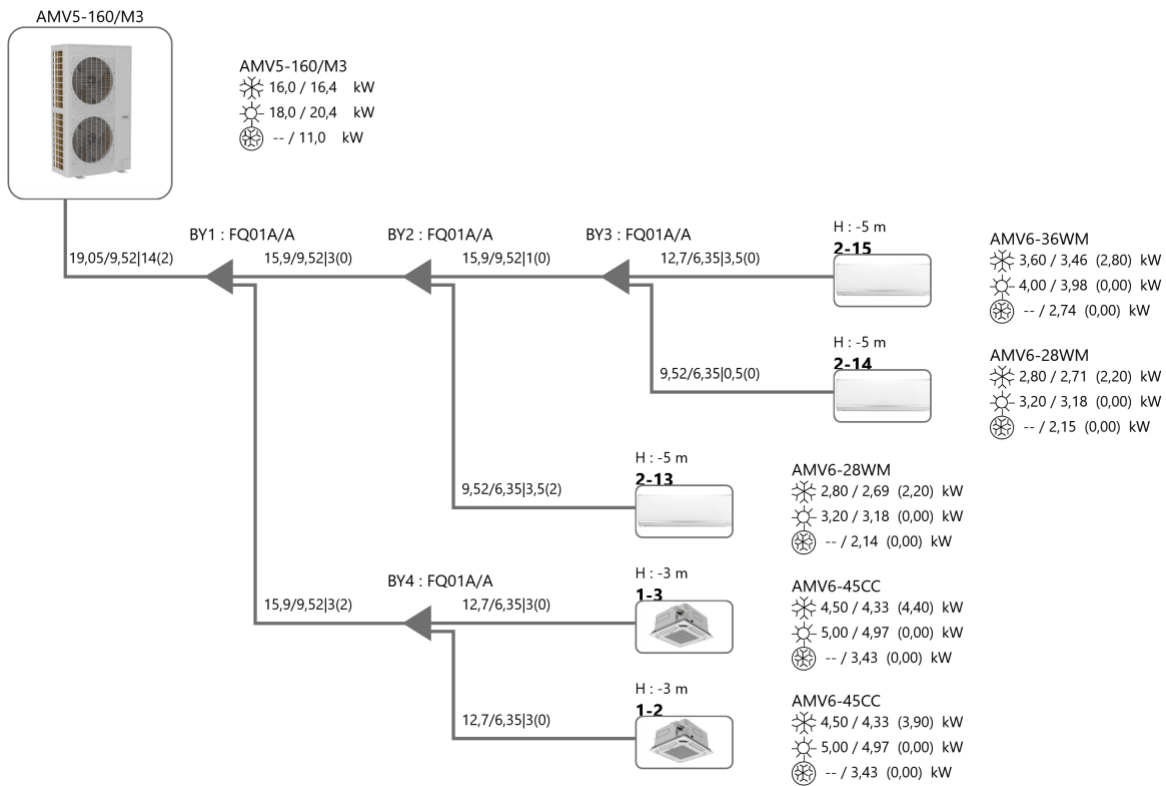 AMV5-160/M3
AMV5-160/M3
16,0 / 16,4 kW
18,0 / 20,4 kW
-- / 11,0 kW
BY1 : FQ01A/A
BY2 : FQ01A/A
BY3 : FQ01A/A
19,05/9,52|14(2)
15,9/9,52|3(0)
15,9/9,52|1(0)
12,7/6,35|3,5(0)
H : -5 m
2-15
AMV6-36WM
3,60 / 3,46 (2,80) kW
4,00 / 3,98 (0,00) kW
-- / 2,74 (0,00) kW
9,52/6,35|0,5(0)
H : -5 m
2-14
AMV6-28WM
2,80 / 2,71 (2,20) kW
3,20 / 3,18 (0,00) kW
-- / 2,15 (0,00) kW
9,52/6,35|3,5(2)
H : -5 m
2-13
AMV6-28WM
2,80 / 2,69 (2,20) kW
3,20 / 3,18 (0,00) kW
-- / 2,14 (0,00) kW
BY4 : FQ01A/A
15,9/9,52|3(2)
12,7/6,35|3(0)
H : -3 m
1-3
AMV6-45CC
4,50 / 4,33 (4,40) kW
5,00 / 4,97 (0,00) kW
-- / 3,43 (0,00) kW
12,7/6,35|3(0)
H : -3 m
1-2
AMV6-45CC
4,50 / 4,33 (3,90) kW
5,00 / 4,97 (0,00) kW
-- / 3,43 (0,00) kW